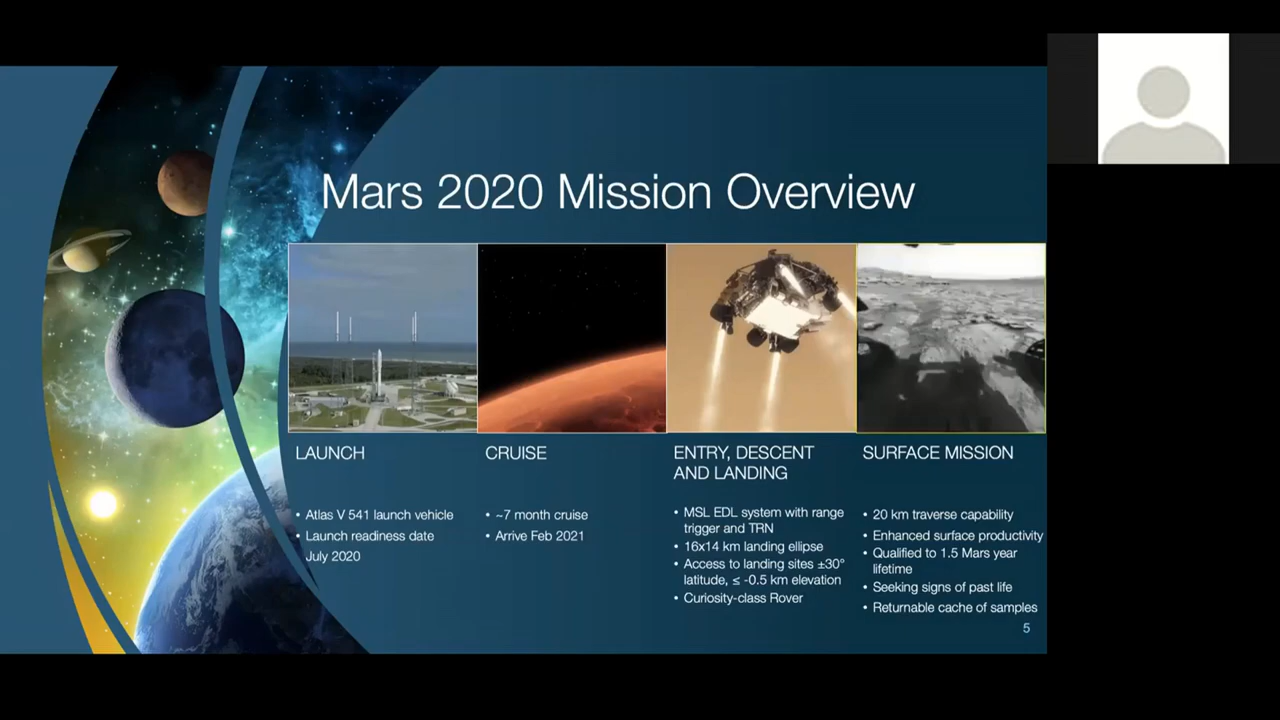 Mars 2020 Mission Overview
LAUNCH
• Atlas V 541 launch vehicle
• Launch readiness date
July 2020
CRUISE
• ~7 month cruise
• Arrive Feb 2021
ENTRY, DESCENT
AND LANDING
• MSL EDL system with range
trigger and TRN
• 16x14 km landing ellipse
• Access to landing sites ±30°
latitude, ≤ -0.5 km elevation
• Curiosity-class Rover
SURFACE MISSION
• 20 km traverse capability
• Enhanced surface productivity
• Qualified to 1.5 Mars year
lifetime
• Seeking signs of past life
• Returnable cache of samples
5